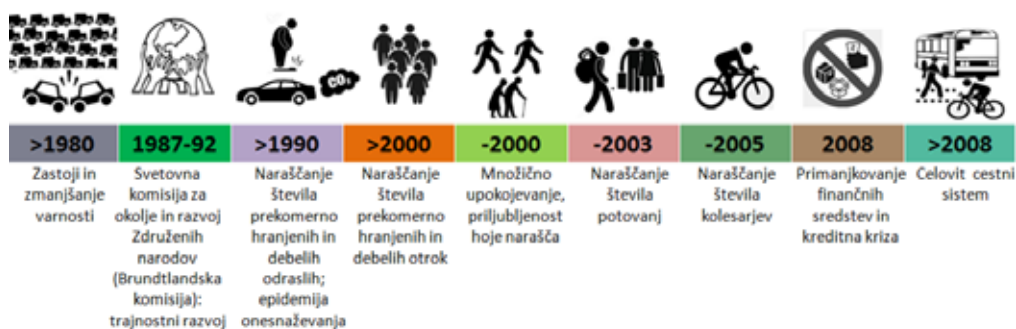 CO₂
>1980
1987-92
>1990
>2000
-2000
-2003
-2005
2008
>2008
Zastoji in
zmanjšanje
varnosti
Svetovna
komisija za
okolje in razvoj
Združenih
narodov
(Brundtlandska
komisija):
trajnostni razvoj
Naraščanje
števila
prekomerno
hranjenih in
debelih
odraslih;
epidemija
onesnaževanja
Naraščanje
števila
prekomerno
hranjenih in
debelih otrok
Množično
upokojevanje,
priljubljenost
hoje narašča
Naraščanje
števila
potovanj
Naraščanje
števila
kolesarjev
Primanjkovanje
finančnih
sredstev in
kreditna kriza
Celovit cestni
sistem